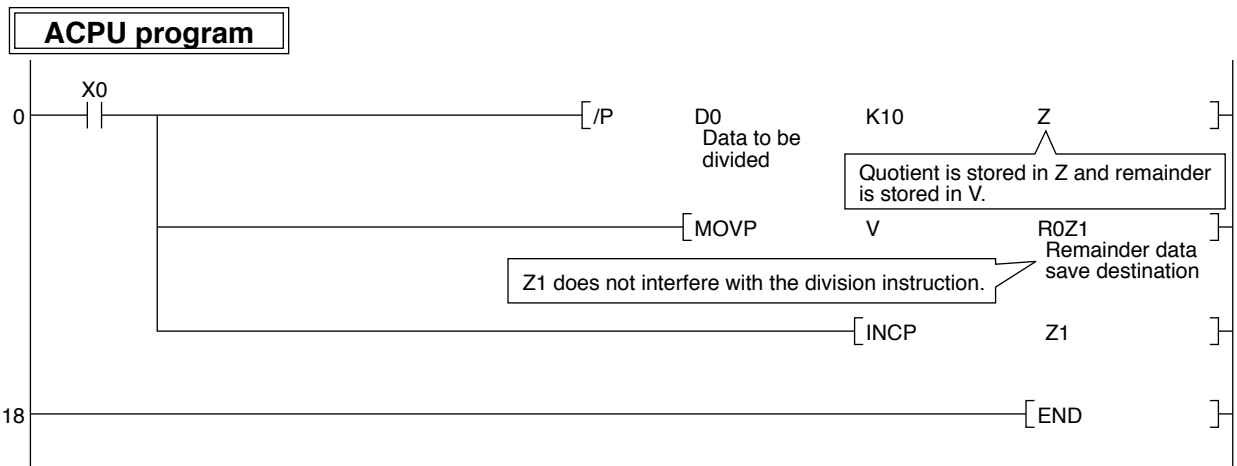 ACPU program
X0
0
/P D0 K10 Z
Data to be
divided
Quotient is stored in Z and remainder
is stored in V.
MOVP V R0Z1
Remainder data
save destination
Z1 does not interfere with the division instruction.
INCP Z1
18
END